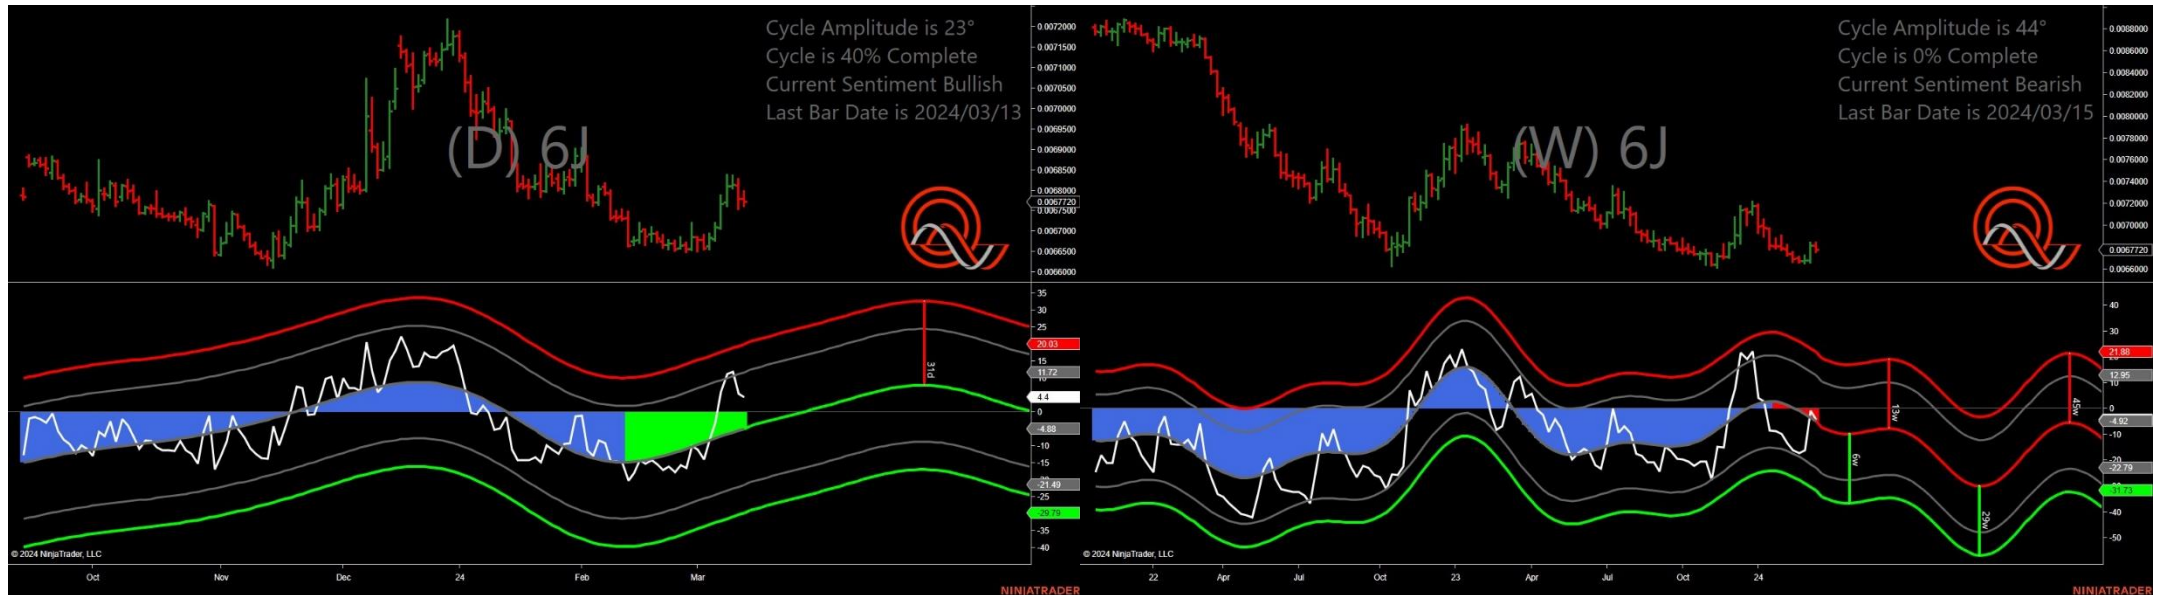 Cycle Amplitude is 23°
Cycle is 40% Complete
Current Sentiment Bullish
Last Bar Date is 2024/03/13
(D) 6J
0.0072000
0.0071500
0.0071000
0.0070500
0.0070000
0.0069500
0.0069000
0.0068500
0.0068000
0.0067720
0.0067500
0.0067000
0.0066500
0.0066000
35
30
25
20.03
15
11.72
10
4.4
0
-4.88
-10
-15
-21.49
-25
-29.79
-35
-40
31d
© 2024 NinjaTrader, LLC
Oct
Nov
Dec
24
Feb
Mar
NINJATRADER
Cycle Amplitude is 44°
Cycle is 0% Complete
Current Sentiment Bearish
Last Bar Date is 2024/03/15
(W) 6J
0.0088000
0.0086000
0.0084000
0.0082000
0.0080000
0.0078000
0.0076000
0.0074000
0.0072000
0.0070000
0.0067720
0.0066000
40
30
21.88
12.95
10
0
-4.92
-10
-22.79
-31.73
-40
-50
6w
13w
29w
45w
© 2024 NinjaTrader, LLC
22
Apr
Jul
Oct
23
Apr
Jul
Oct
24
NINJATRADER